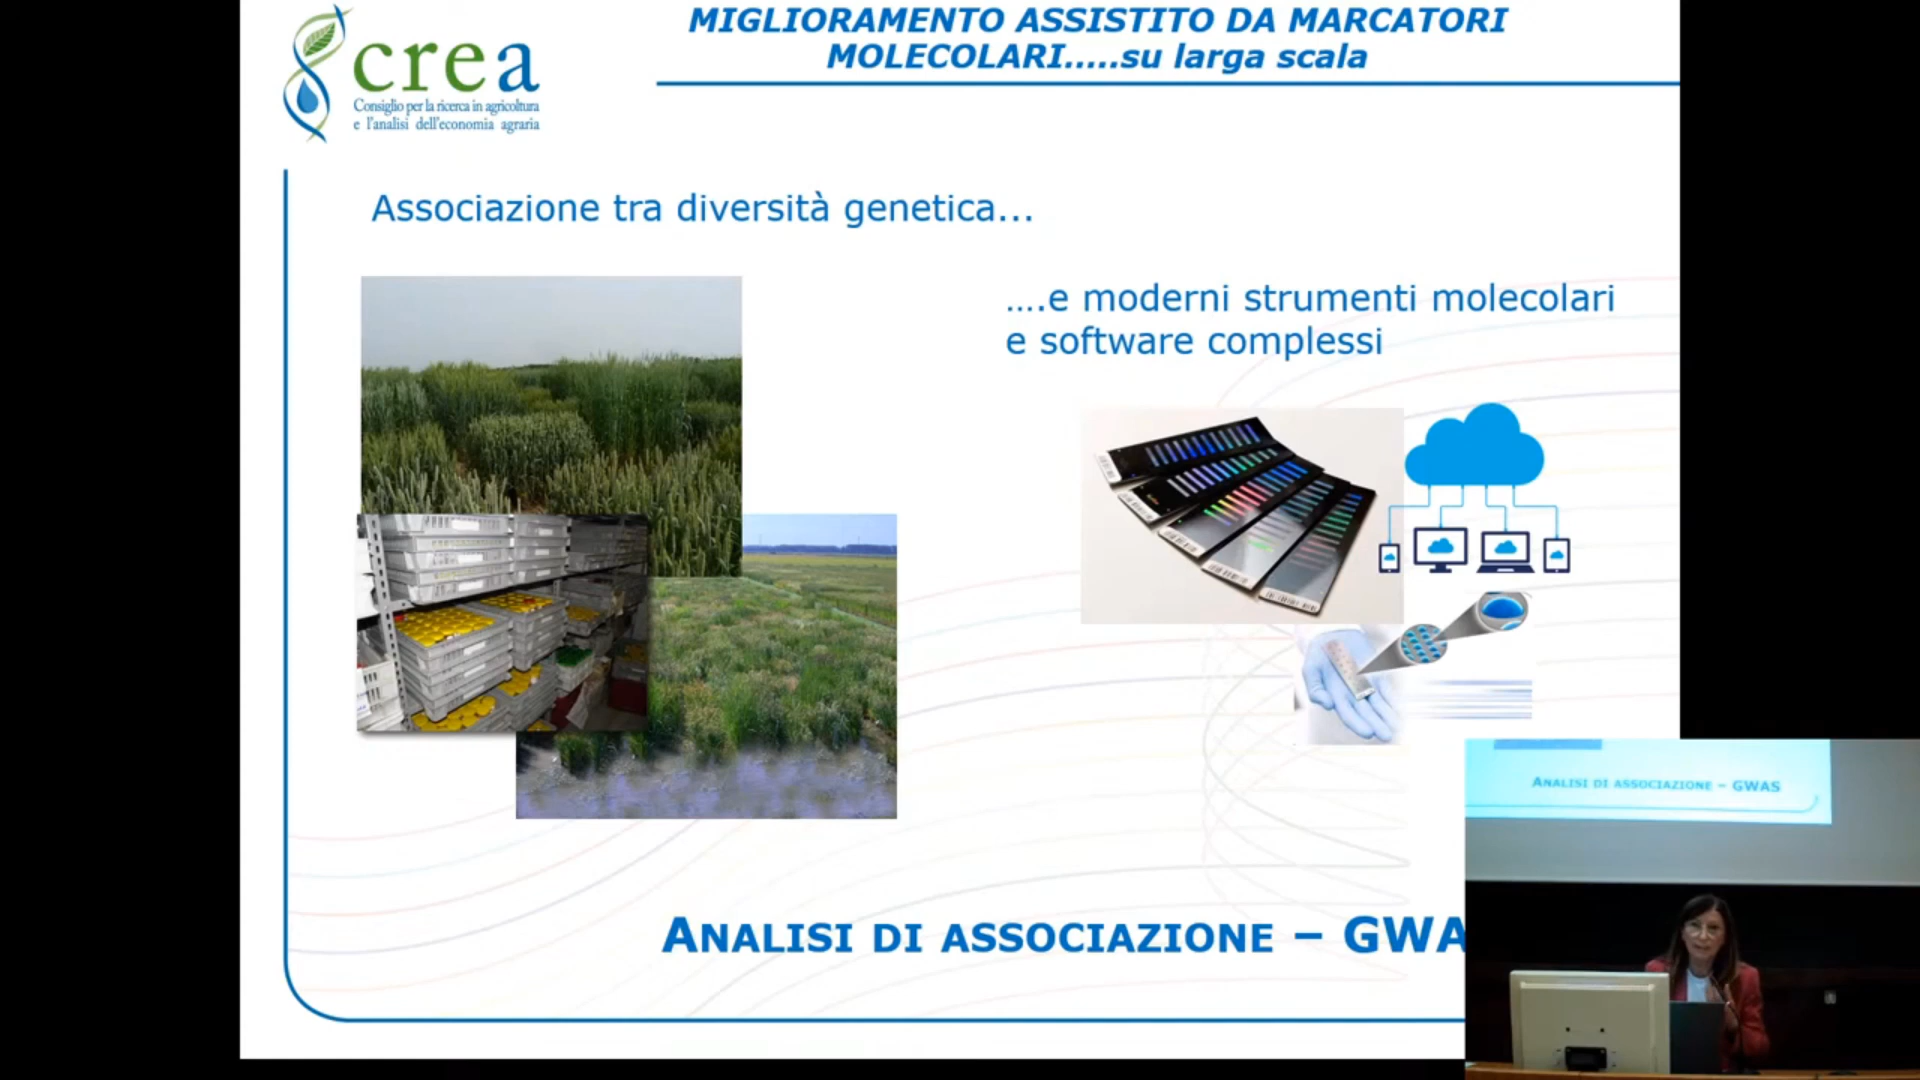 crea
Consiglio per la ricerca in agricoltura
e l'analisi dell'economia agraria
MIGLIORAMENTO ASSISTITO DA MARCATORI
MOLECOLARI.....su larga scala
Associazione tra diversità genetica...
....e moderni strumenti molecolari
e software complessi
ANALISI DI ASSOCIAZIONE – GWA
ANALISI DI ASSOCIAZIONE – GWAS